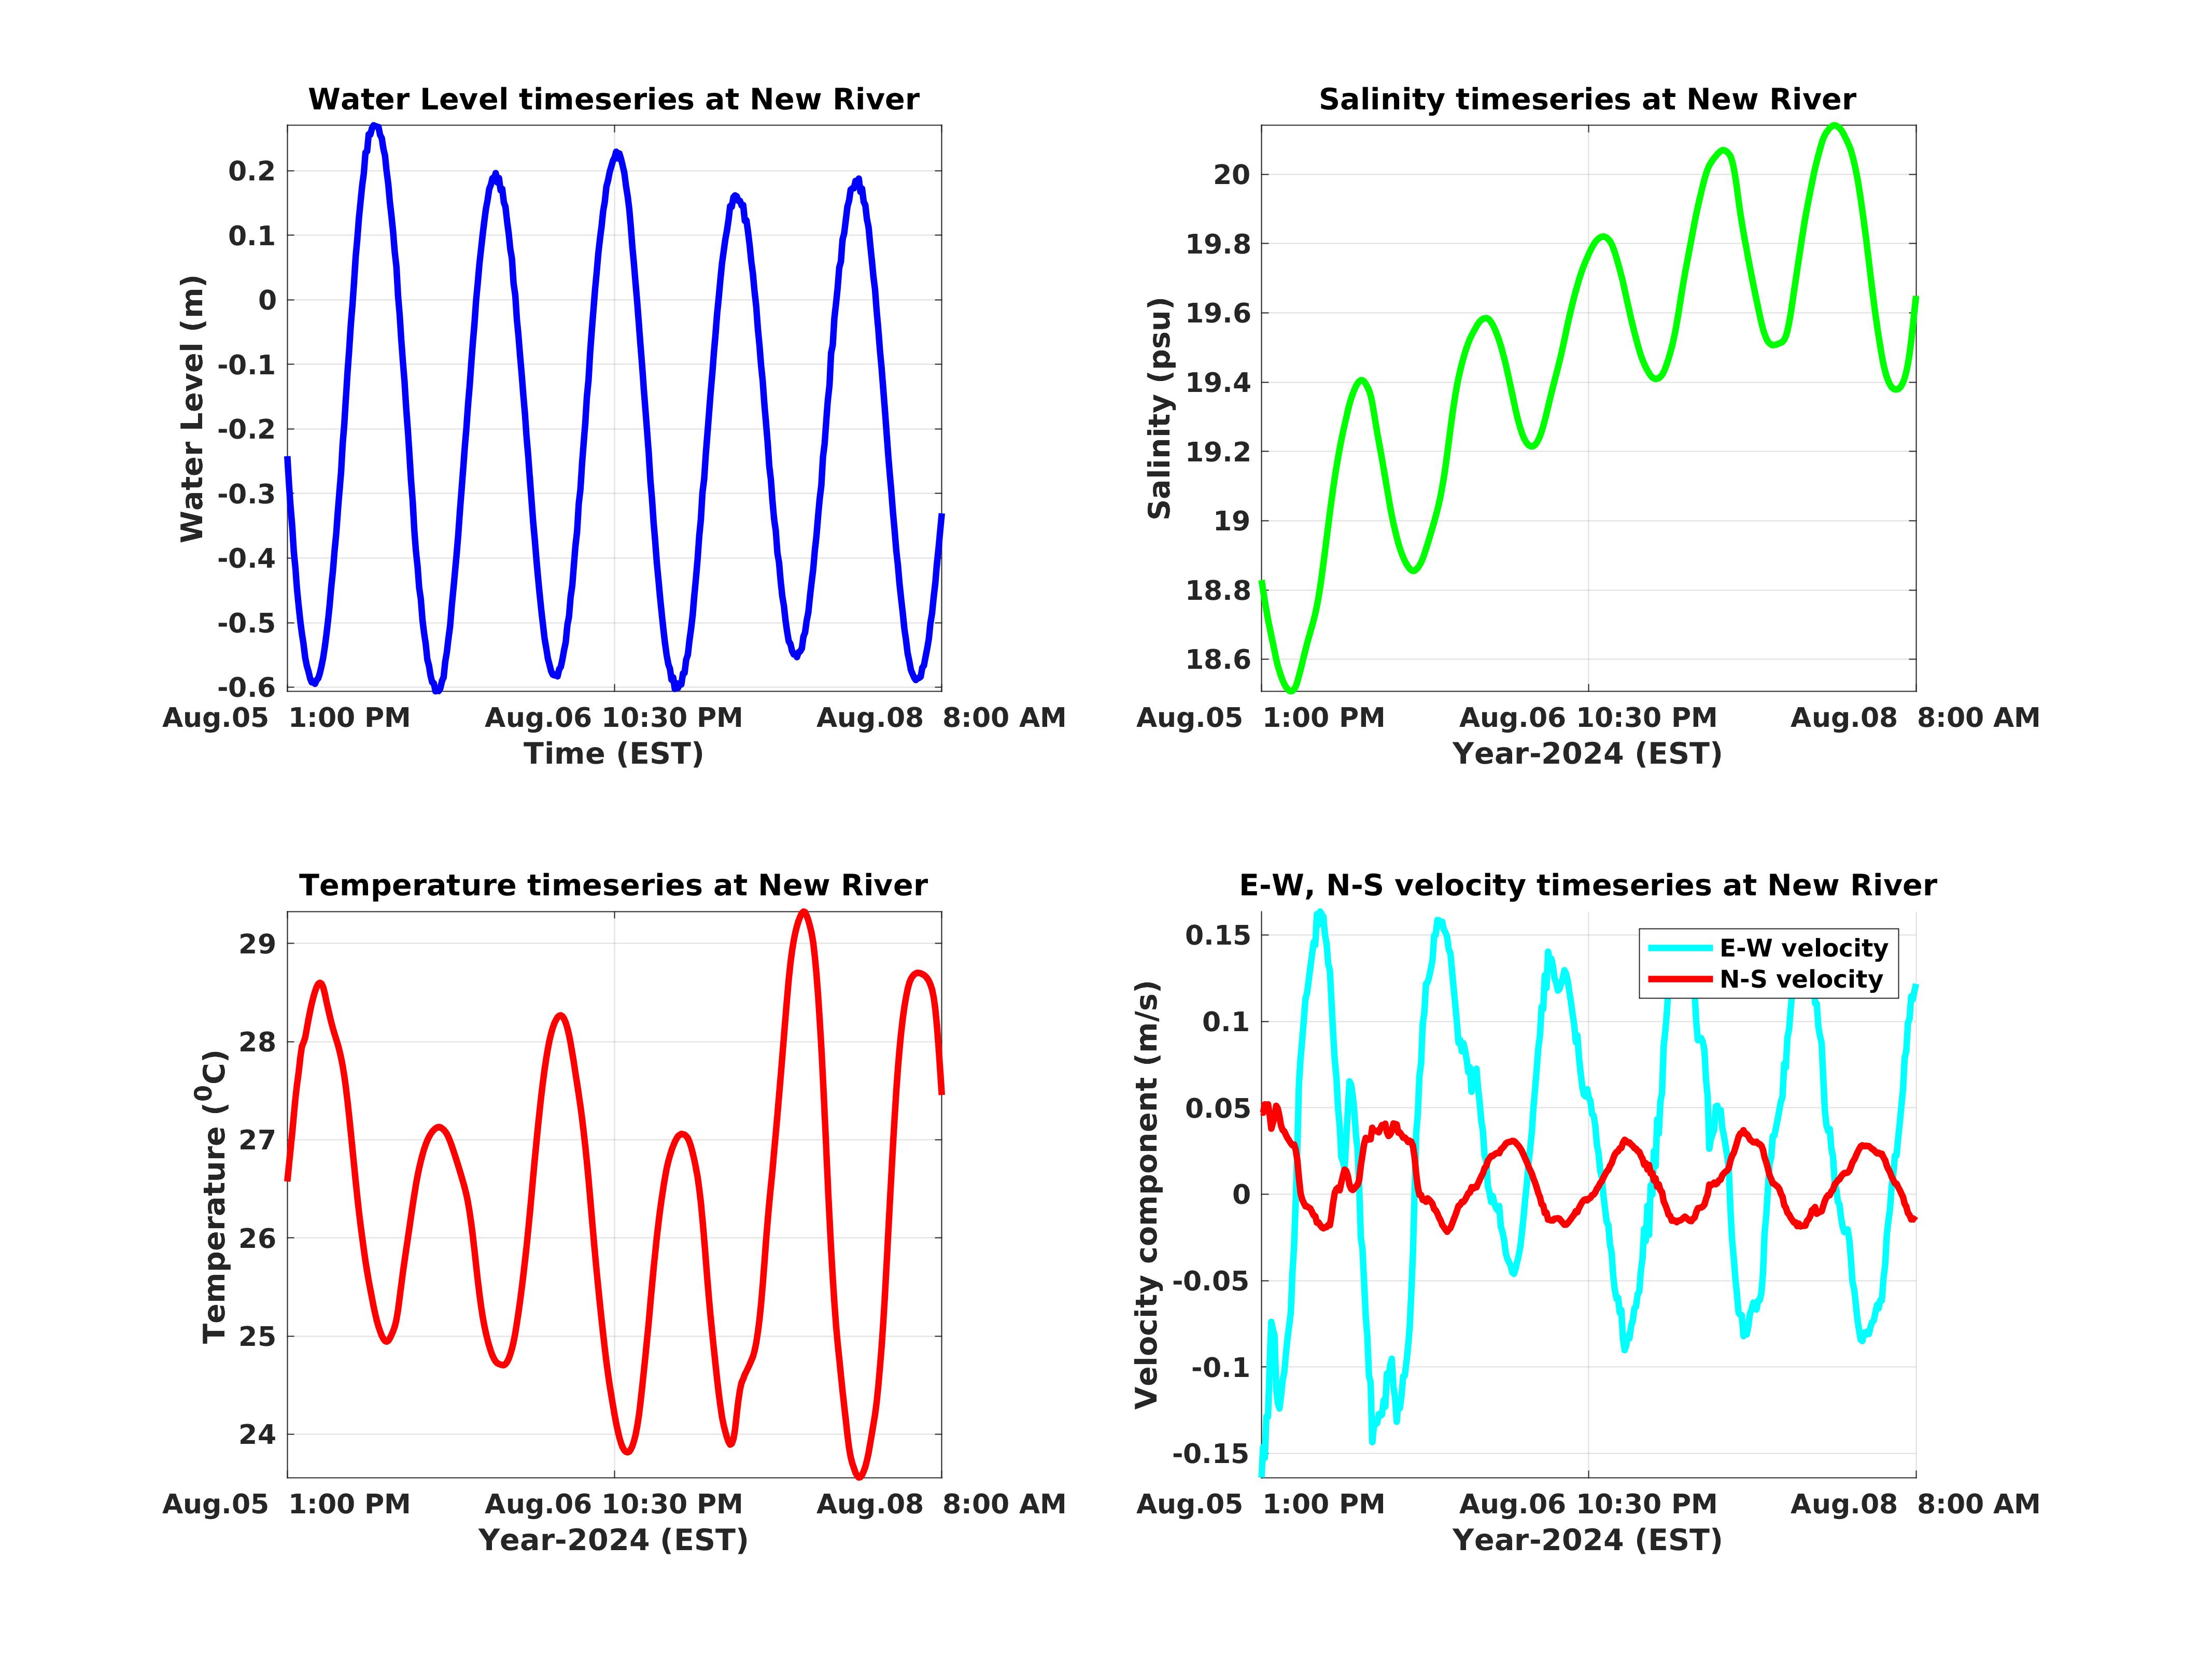 Water Level timeseries at New River
Water Level (m)
0.2
0.1
0
-0.1
-0.2
-0.3
-0.4
-0.5
-0.6
Aug.05 1:00 PM
Aug.06 10:30 PM
Aug.08 8:00 AM
Time (EST)
Salinity timeseries at New River
Salinity (psu)
20
19.8
19.6
19.4
19.2
19
18.8
18.6
Aug.05 1:00 PM
Aug.06 10:30 PM
Aug.08 8:00 AM
Year-2024 (EST)
Temperature timeseries at New River
Temperature (⁰C)
29
28
27
26
25
24
Aug.05 1:00 PM
Aug.06 10:30 PM
Aug.08 8:00 AM
Year-2024 (EST)
E-W, N-S velocity timeseries at New River
Velocity component (m/s)
0.15
0.1
0.05
0
-0.05
-0.1
-0.15
E-W velocity
N-S velocity
Aug.05 1:00 PM
Aug.06 10:30 PM
Aug.08 8:00 AM
Year-2024 (EST)